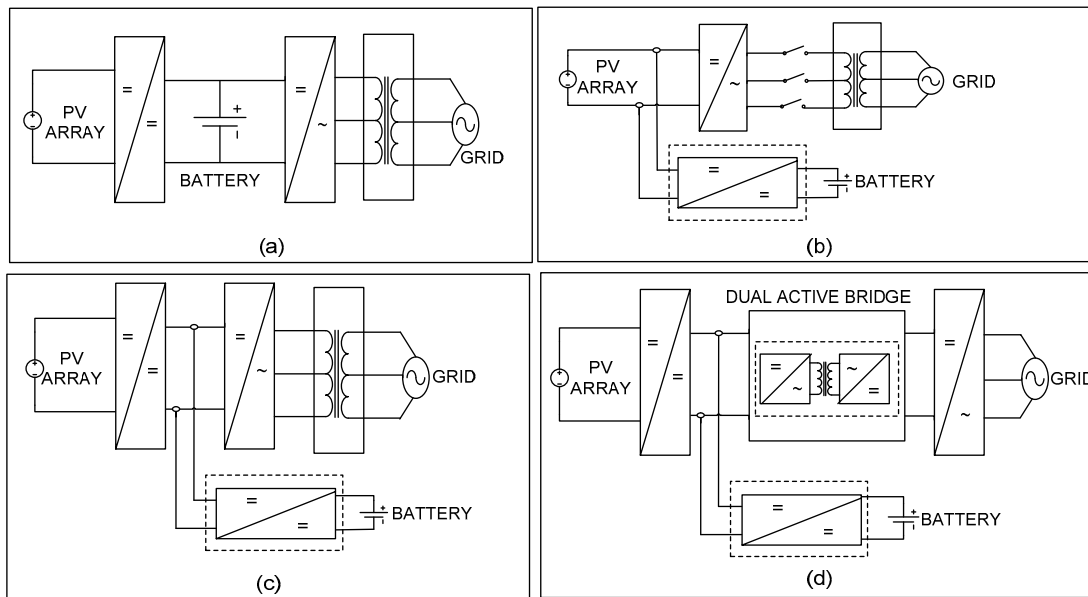 PV
ARRAY
BATTERY
GRID
(a)
PV
ARRAY
GRID
BATTERY
(b)
PV
ARRAY
GRID
BATTERY
(c)
DUAL ACTIVE BRIDGE
PV
ARRAY
GRID
BATTERY
(d)